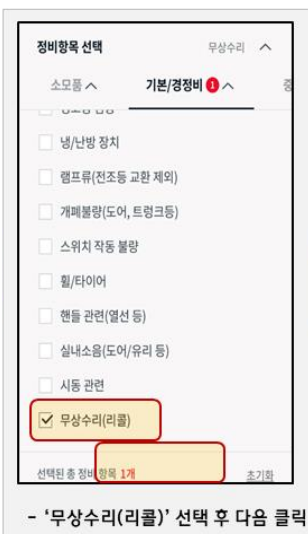 정비항목 선택 무상수리
소모품 기본/경정비 1
냉/난방 장치
램프류(전조등 교환 제외)
개폐불량(도어, 트렁크등)
스위치 작동 불량
휠/타이어
핸들 관련(열선 등)
실내소음(도어/유리 등)
시동 관련
무상수리(리콜)
선택된 총 정비 항목 1개 초기화
- ‘무상수리(리콜)’ 선택 후 다음 클릭